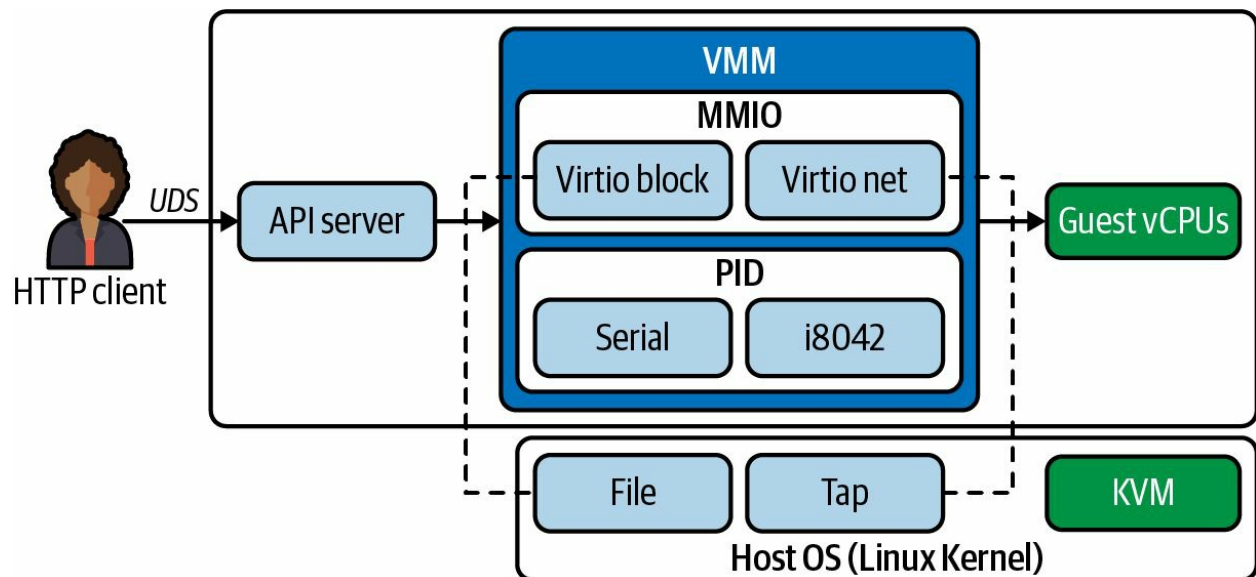 VMM
MMIO
Virtio block
Virtio net
UDS
API server
Guest vCPUs
HTTP client
PID
Serial
i8042
File
Tap
KVM
Host OS (Linux Kernel)